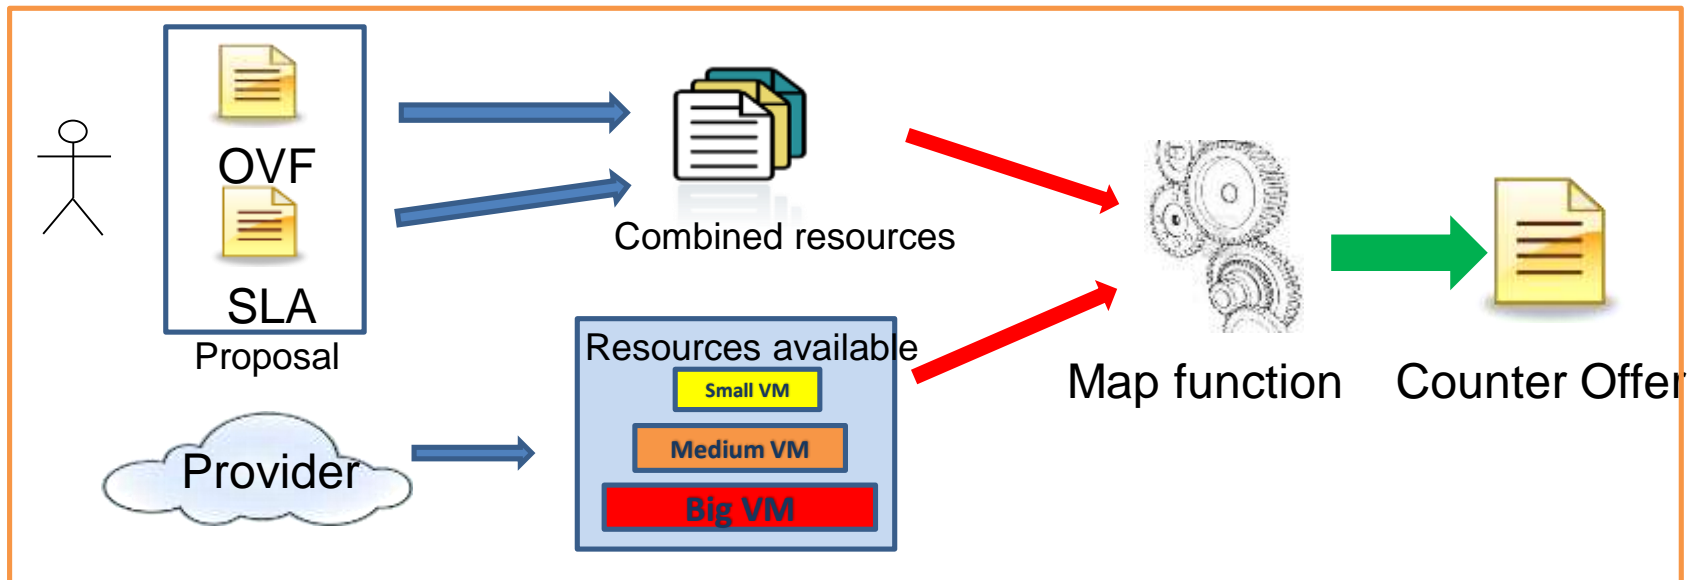 OVF
SLA
Proposal
Combined resources
Provider
Resources available
Small VM
Medium VM
Big VM
Map function
Counter Offer